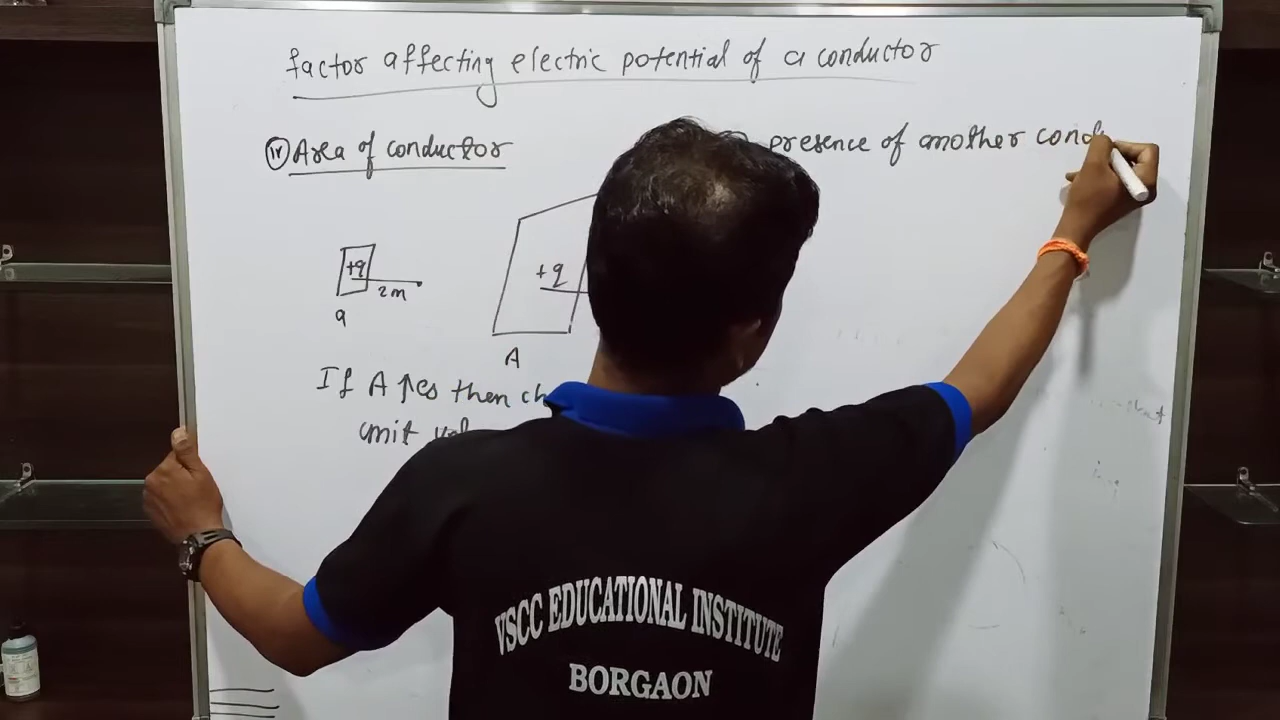 factor affecting electric potential of a conductor
iv Area of conductor
presence of another cond
+q
2m
q
+q
A
If A ↑es then
unit
VSCC EDUCATIONAL INSTITUTE
BORGAON